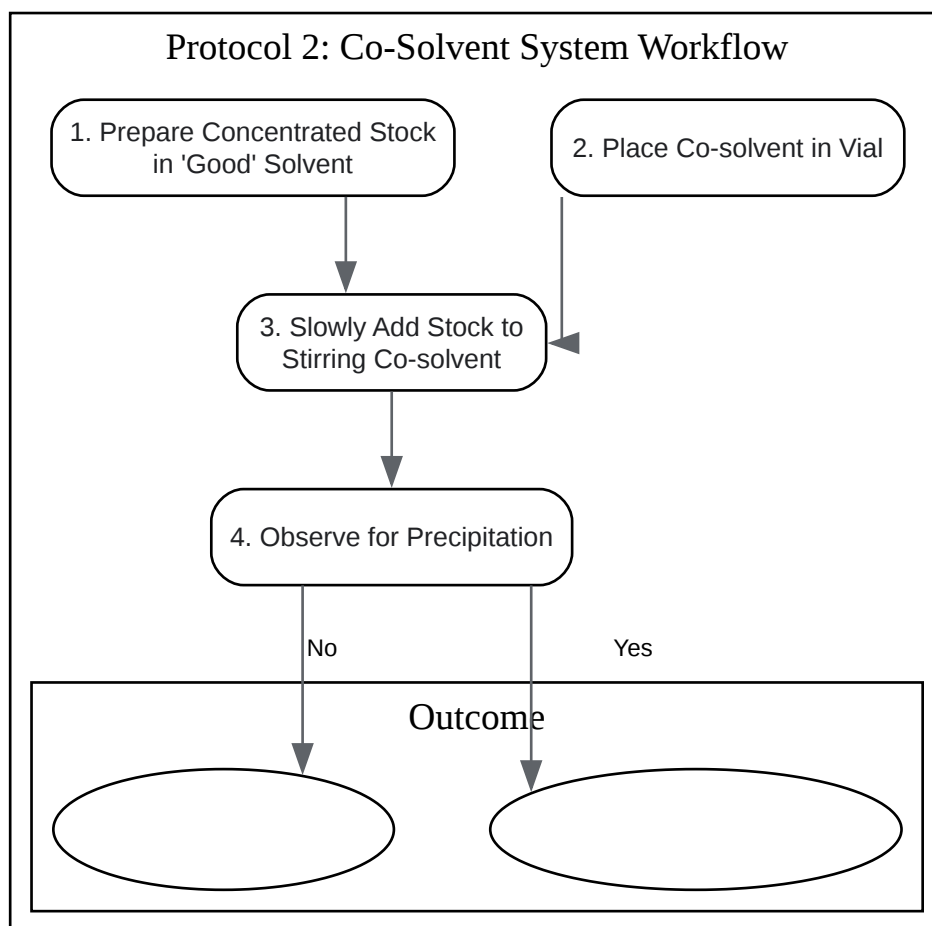 Protocol 2: Co-Solvent System Workflow
1. Prepare Concentrated Stock
in 'Good' Solvent
2. Place Co-solvent in Vial
3. Slowly Add Stock to
Stirring Co-solvent
4. Observe for Precipitation
No
Yes
Outcome